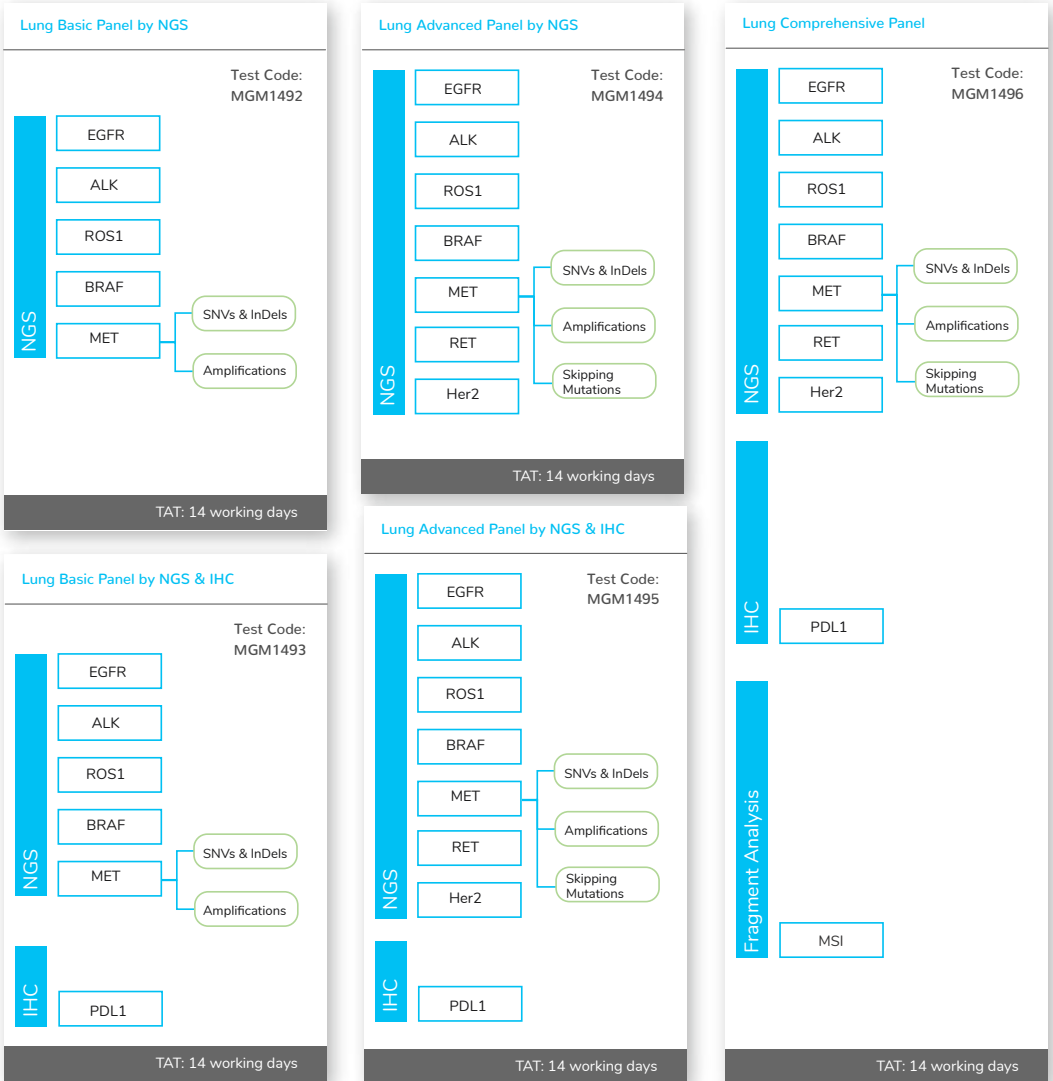 Lung Basic Panel by NGS
Test Code:
MGM1492
NGS
EGFR
ALK
ROS1
BRAF
MET
SNVs & InDels
Amplifications
TAT: 14 working days
Lung Basic Panel by NGS & IHC
Test Code:
MGM1493
NGS
EGFR
ALK
ROS1
BRAF
MET
SNVs & InDels
Amplifications
IHC
PDL1
TAT: 14 working days
Lung Advanced Panel by NGS
Test Code:
MGM1494
NGS
EGFR
ALK
ROS1
BRAF
MET
SNVs & InDels
Amplifications
Skipping
Mutations
RET
Her2
TAT: 14 working days
Lung Advanced Panel by NGS & IHC
Test Code:
MGM1495
NGS
EGFR
ALK
ROS1
BRAF
MET
SNVs & InDels
Amplifications
Skipping
Mutations
RET
Her2
IHC
PDL1
TAT: 14 working days
Lung Comprehensive Panel
Test Code:
MGM1496
NGS
EGFR
ALK
ROS1
BRAF
MET
SNVs & InDels
Amplifications
Skipping
Mutations
RET
Her2
IHC
PDL1
Fragment Analysis
MSI
TAT: 14 working days